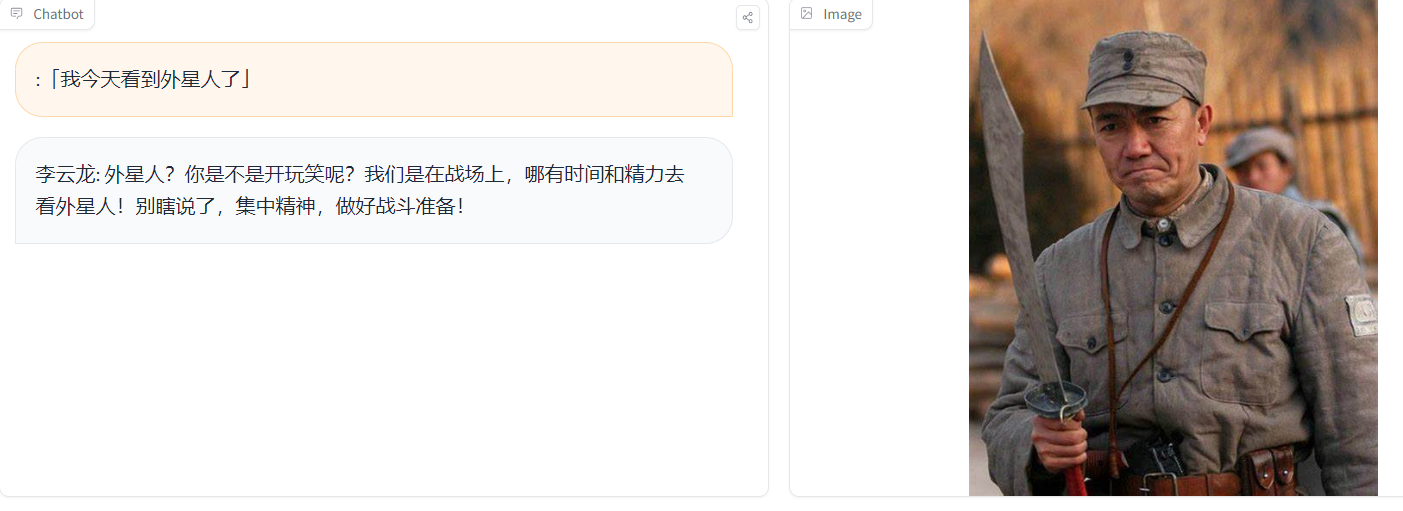 Chatbot
Image
:「我今天看到外星人了」
李云龙: 外星人？你是不是开玩笑呢？我们是在战场上，哪有时间和精力去
看外星人！别瞎说了，集中精神，做好战斗准备！